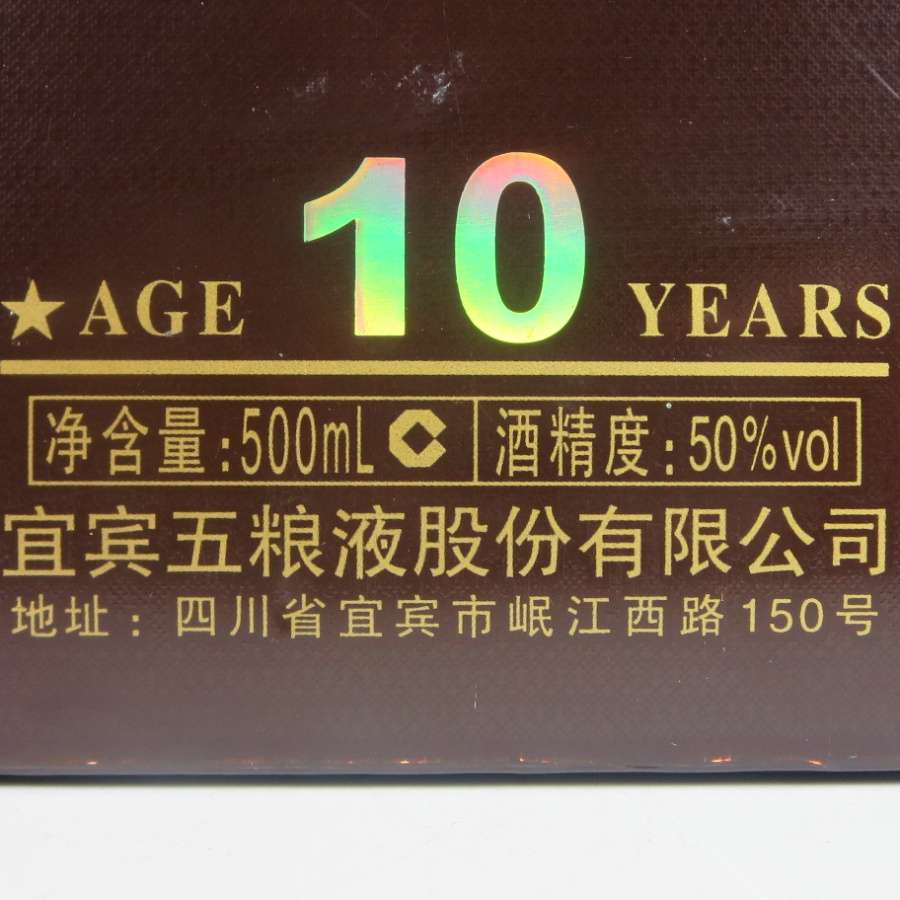 ★AGE 10 YEARS
净含量:500mL 酒精度:50%vol
宜宾五粮液股份有限公司
地址：四川省宜宾市岷江西路150号